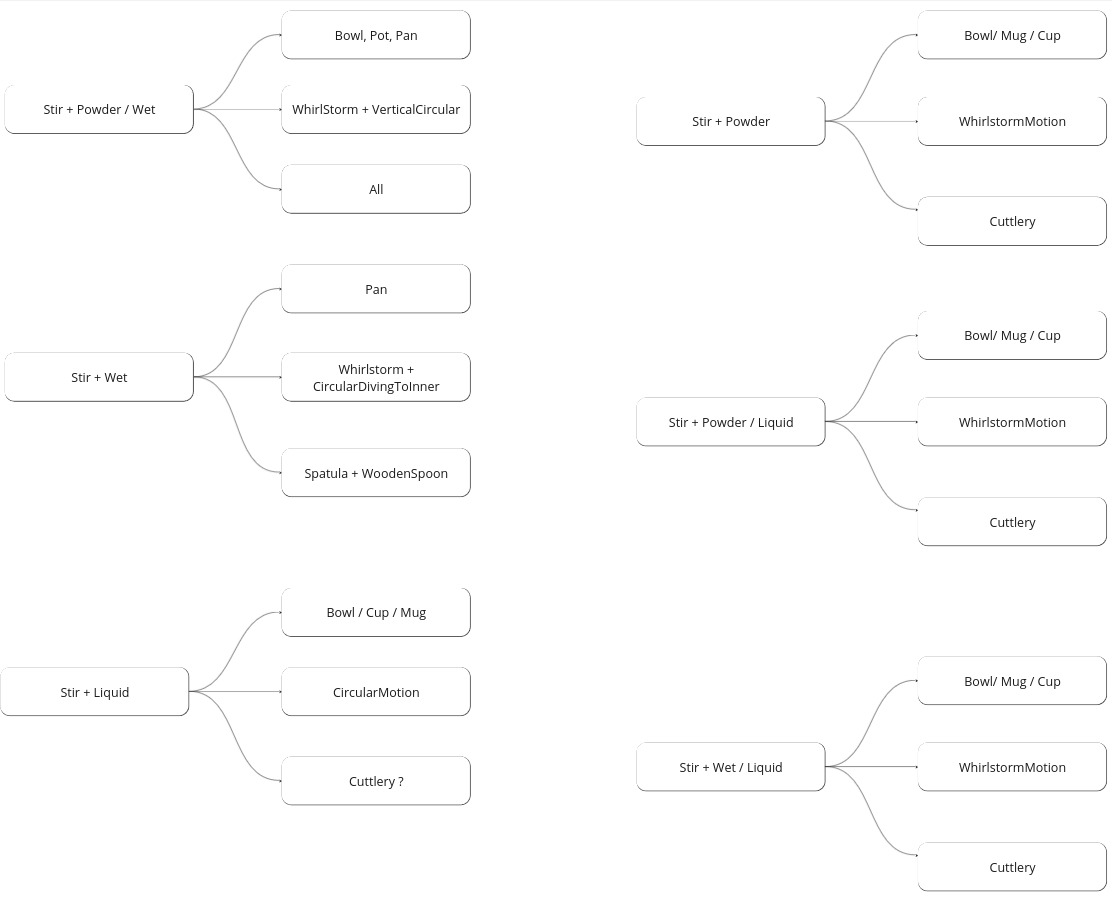 Stir + Powder / Wet
Bowl, Pot, Pan
WhirlStorm + VerticalCircular
All
Stir + Wet
Pan
Whirlstorm +
CircularDivingToInner
Spatula + WoodenSpoon
Stir + Liquid
Bowl / Cup / Mug
CircularMotion
Cuttlery ?
Stir + Powder
Bowl/ Mug / Cup
WhirlstormMotion
Cuttlery
Stir + Powder / Liquid
Bowl/ Mug / Cup
WhirlstormMotion
Cuttlery
Stir + Wet / Liquid
Bowl/ Mug / Cup
WhirlstormMotion
Cuttlery